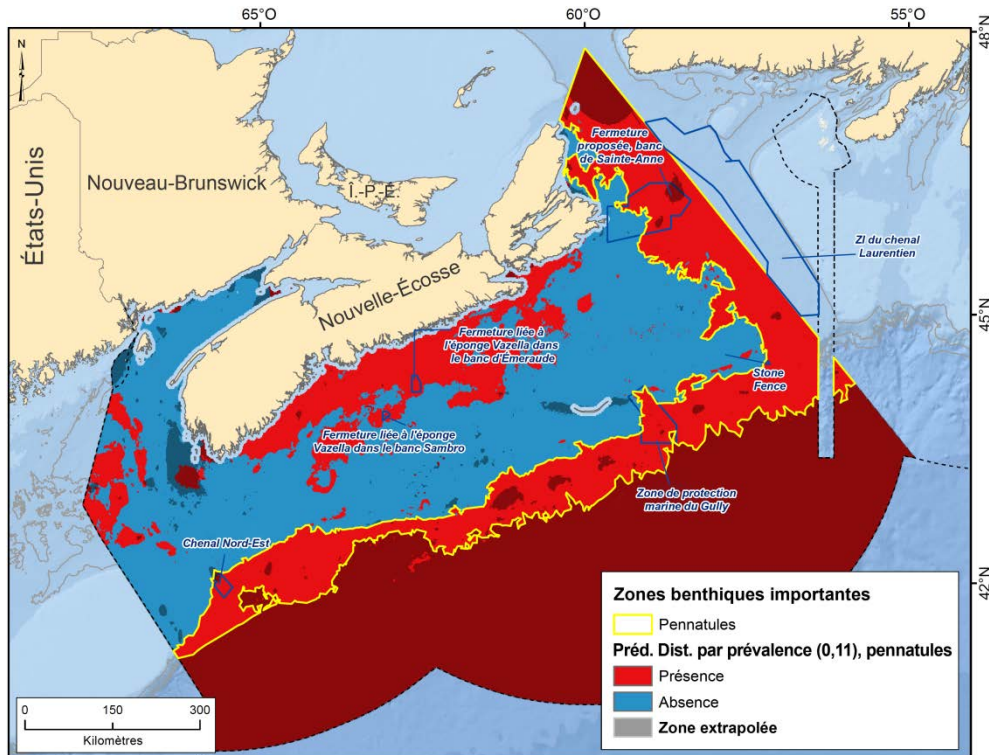 65°O
60°O
55°O
48°N
45°N
42°N
N
États-Unis
Nouveau-Brunswick
Î.-P.-É.
Nouvelle-Écosse
Fermeture
proposée, banc
de Sainte-Anne
ZI du chenal
Laurentien
Fermeture liée à
l'éponge Vazella dans
le banc d'Émeraude
Stone
Fence
Fermeture liée à l'éponge
Vazella dans le banc Sambro
Zone de protection
marine du Gully
Chenal Nord-Est
Zones benthiques importantes
Pennatules
Préd. Dist. par prévalence (0,11), pennatules
Présence
Absence
Zone extrapolée
0 150 300
Kilomètres